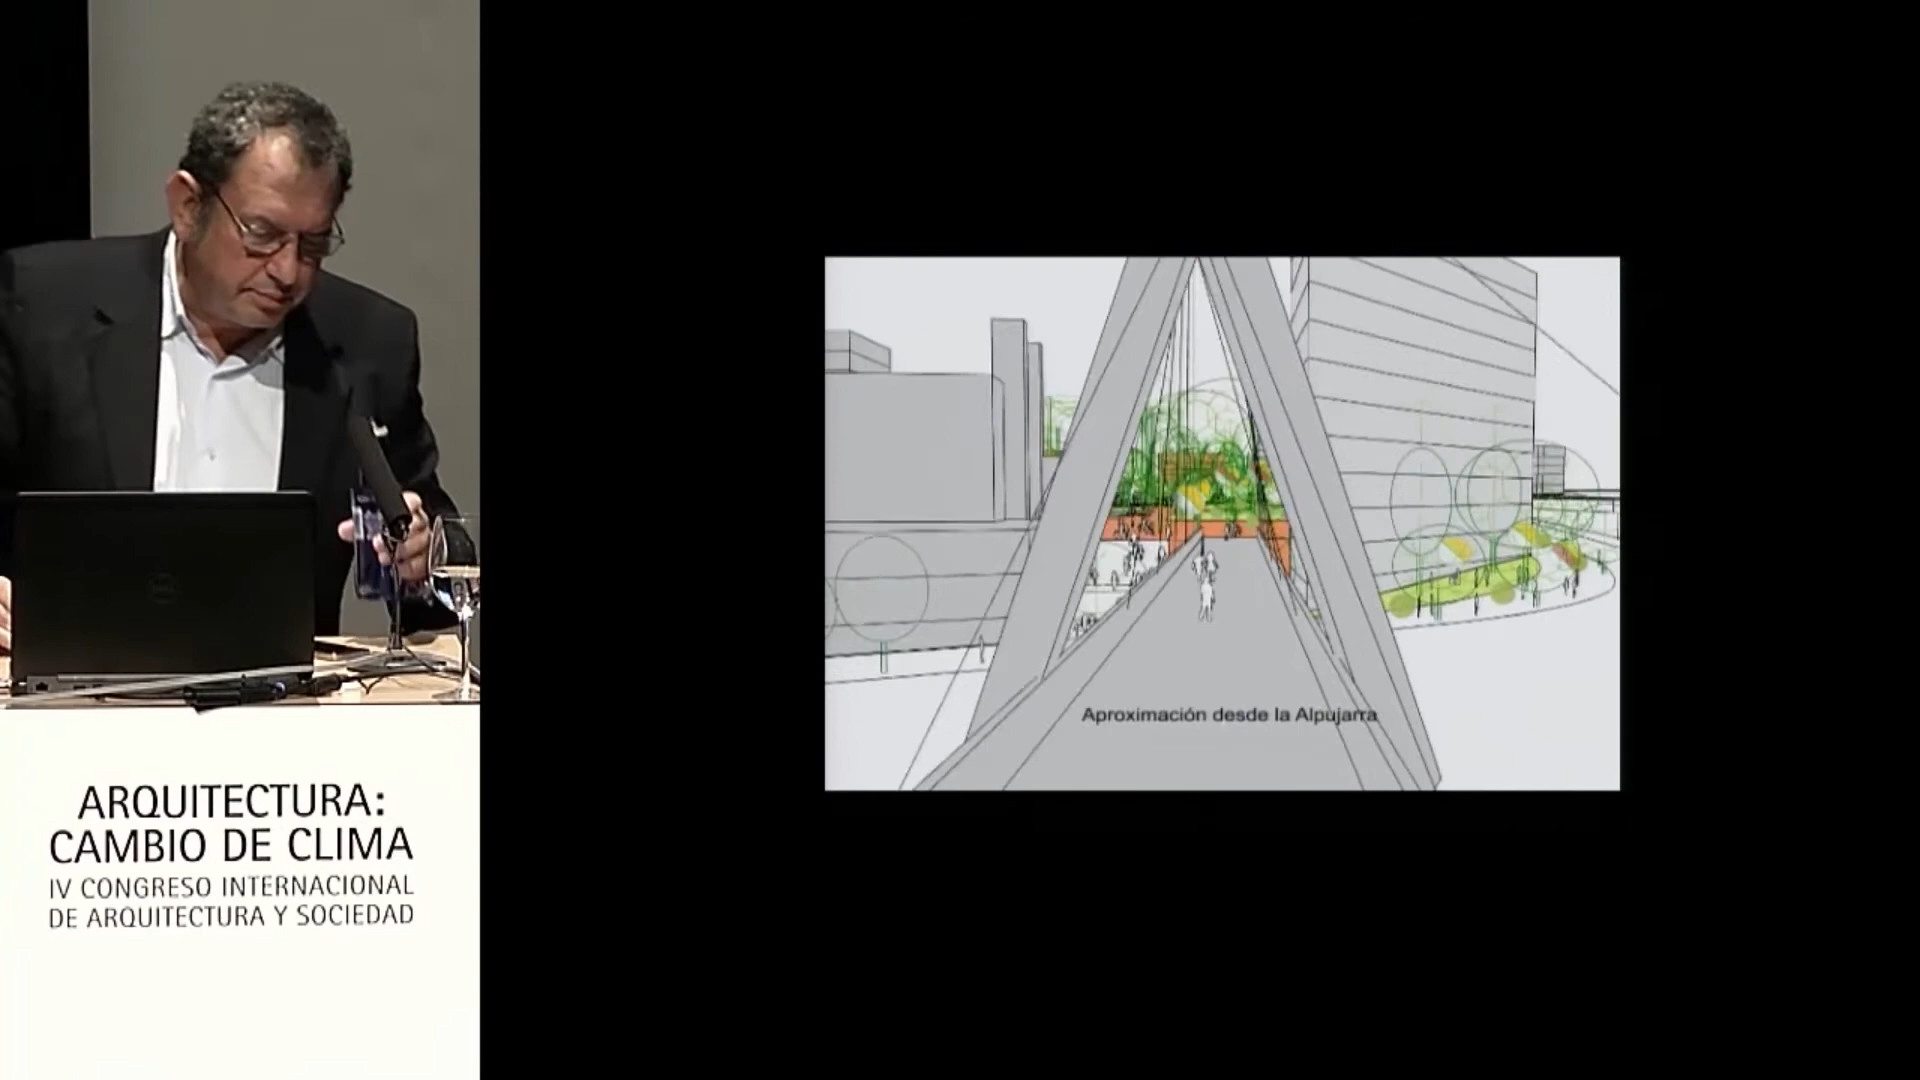 Aproximación desde la Alpujarra
ARQUITECTURA:
CAMBIO DE CLIMA
IV CONGRESO INTERNACIONAL
DE ARQUITECTURA Y SOCIEDAD